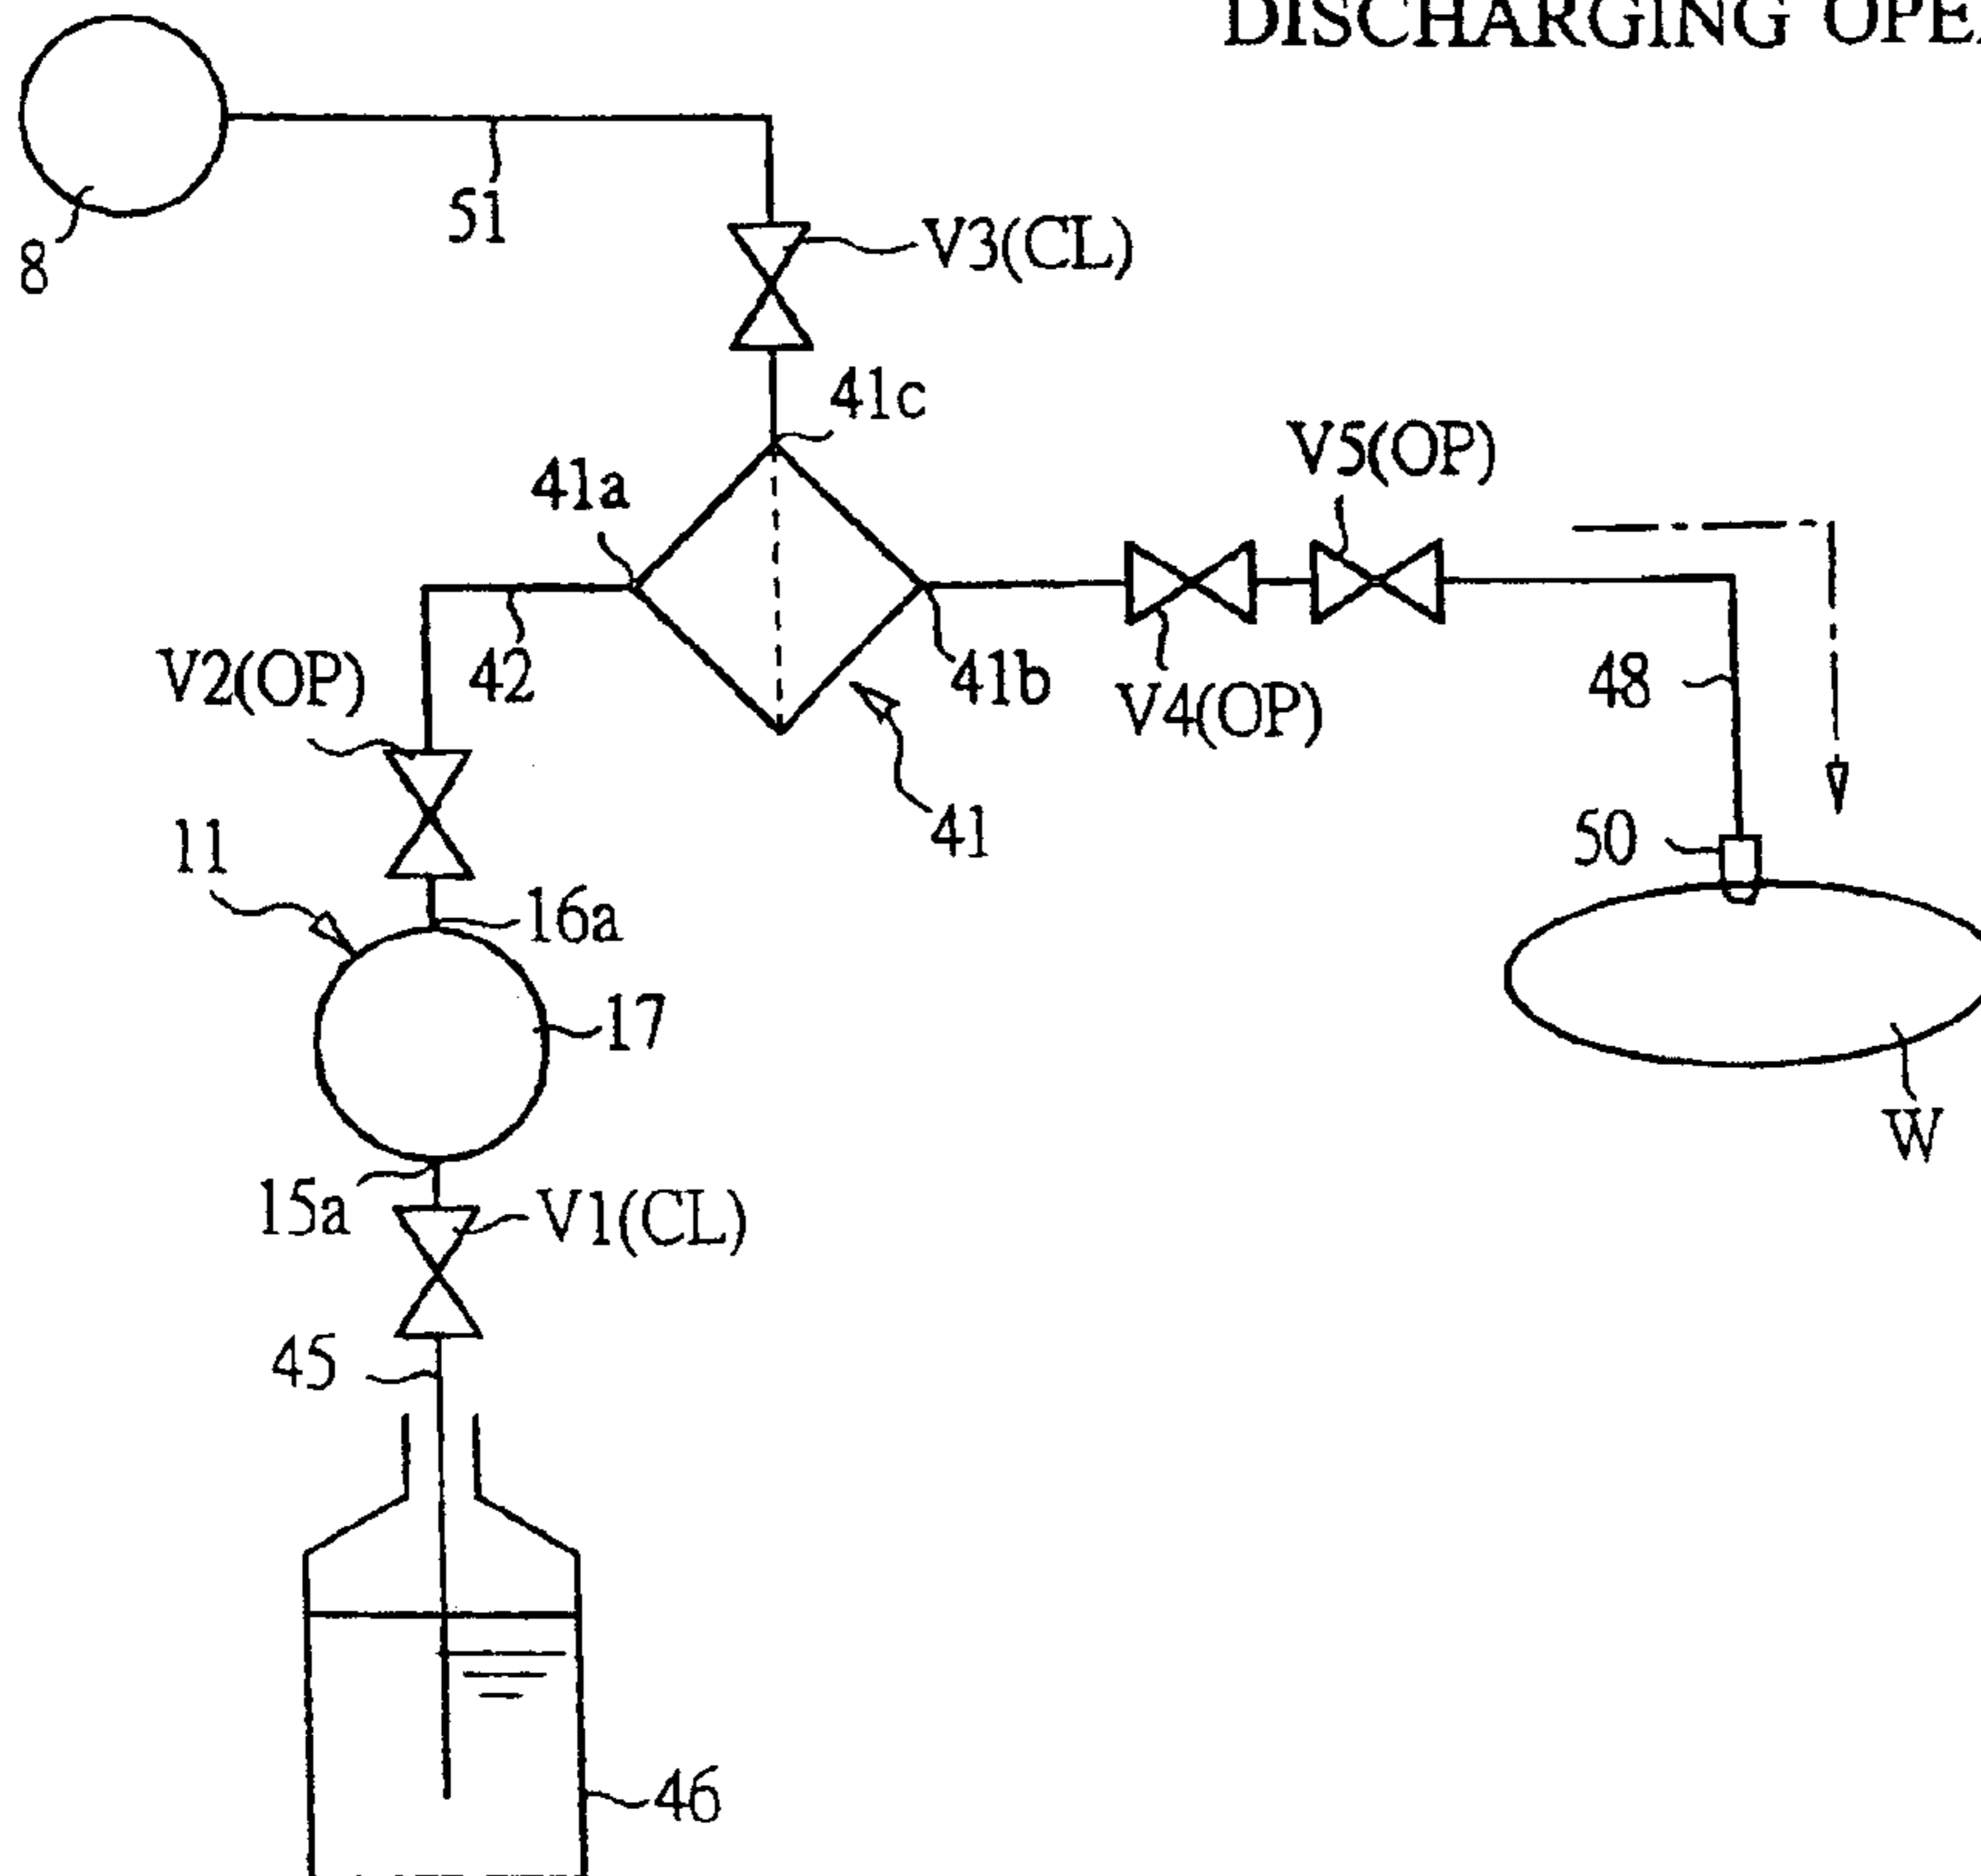 DISCHARGING OPE
8
51
V3(CL)
41c
41a
V5(OP)
V2(OP)
42
41b
V4(OP)
48
41
50
11
16a
17
W
15a
V1(CL)
45
46